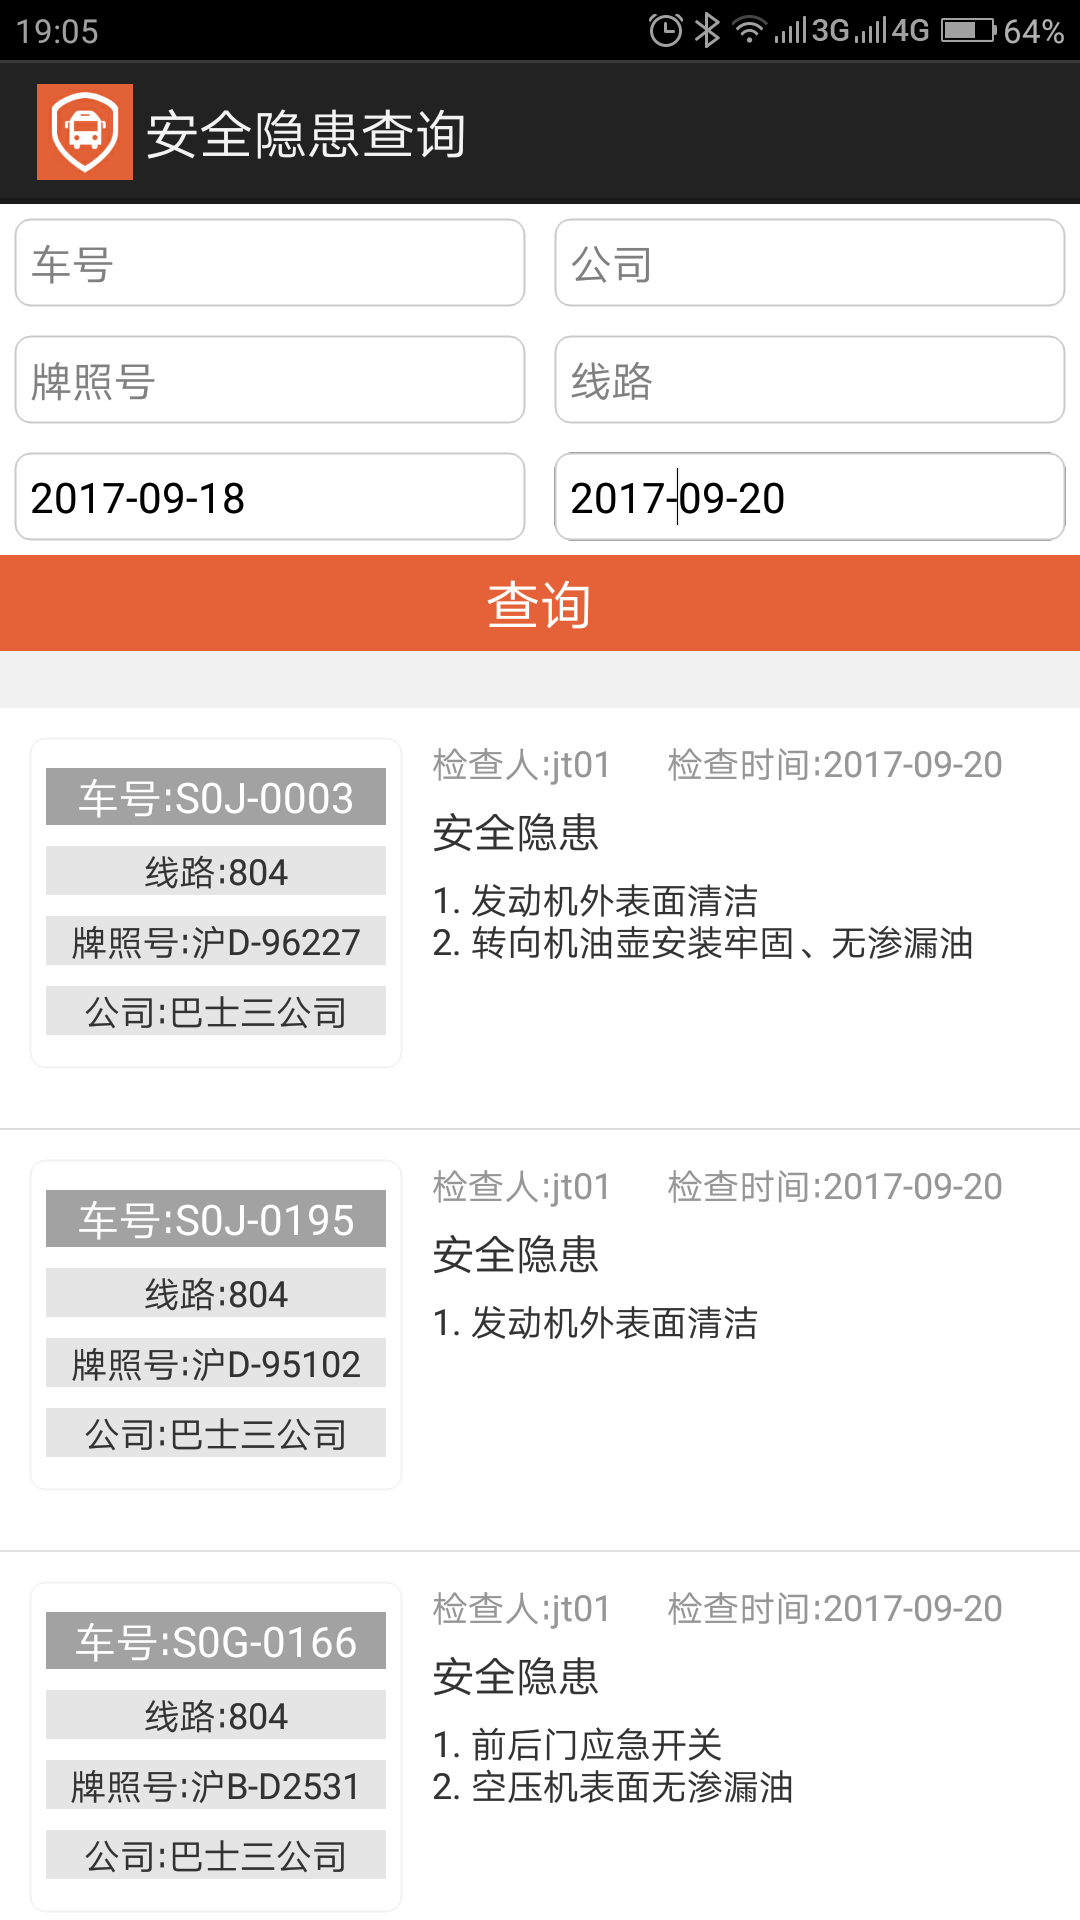 19:05 3G 4G 64%
安全隐患查询
车号 公司
牌照号 线路
2017-09-18 2017-09-20
查询
车号:S0J-0003
线路:804
牌照号:沪D-96227
公司:巴士三公司
检查人:jt01 检查时间:2017-09-20
安全隐患
1. 发动机外表面清洁
2. 转向机油壶安装牢固、无渗漏油
车号:S0J-0195
线路:804
牌照号:沪D-95102
公司:巴士三公司
检查人:jt01 检查时间:2017-09-20
安全隐患
1. 发动机外表面清洁
车号:S0G-0166
线路:804
牌照号:沪B-D2531
公司:巴士三公司
检查人:jt01 检查时间:2017-09-20
安全隐患
1. 前后门应急开关
2. 空压机表面无渗漏油